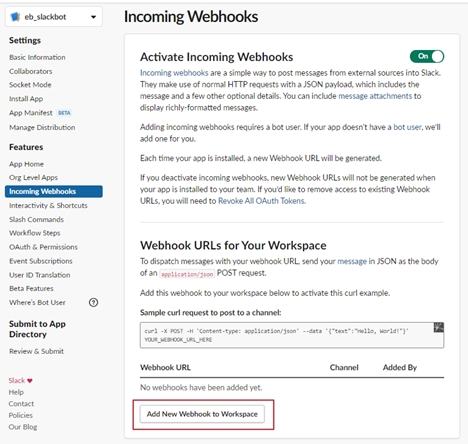 eb_slackbot
Settings
Basic Information
Collaborators
Socket Mode
Install App
App Manifest BETA
Manage Distribution
Features
App Home
Org Level Apps
Incoming Webhooks
Interactivity & Shortcuts
Slash Commands
Workflow Steps
OAuth & Permissions
Event Subscriptions
User ID Translation
Beta Features
Where's Bot User
Submit to App
Directory
Review & Submit
Slack
Help
Contact
Policies
Our Blog
Incoming Webhooks
Activate Incoming Webhooks
On
Incoming webhooks are a simple way to post messages from external sources into Slack.
They make use of normal HTTP requests with a JSON payload, which includes the
message and a few other optional details. You can include message attachments to
display richly-formatted messages.
Adding incoming webhooks requires a bot user. If your app doesn't have a bot user, we'll
add one for you.
Each time your app is installed, a new Webhook URL will be generated.
If you deactivate incoming webhooks, new Webhook URLs will not be generated when
your app is installed to your team. If you'd like to remove access to existing Webhook
URLs, you will need to Revoke All OAuth Tokens.
Webhook URLs for Your Workspace
To dispatch messages with your webhook URL, send your message in JSON as the body
of an application/json POST request.
Add this webhook to your workspace below to activate this curl example.
Sample curl request to post to a channel:
curl -X POST -H 'Content-type: application/json' --data '{"text":"Hello, World!"}'
YOUR_WEBHOOK_URL_HERE
Webhook URL Channel Added By
No webhooks have been added yet.
Add New Webhook to Workspace